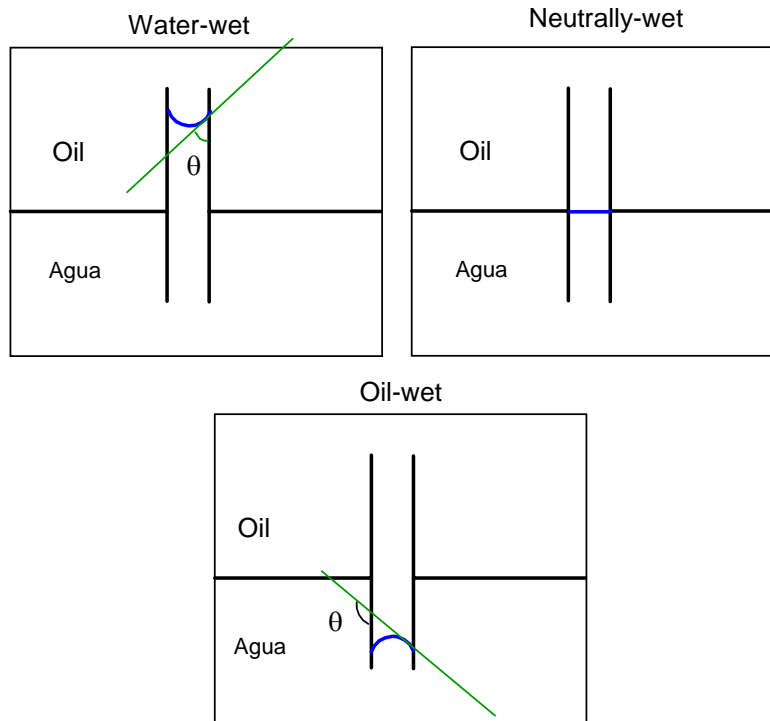 Water-wet
Oil
θ
Agua
Neutrally-wet
Oil
Agua
Oil-wet
Oil
θ
Agua